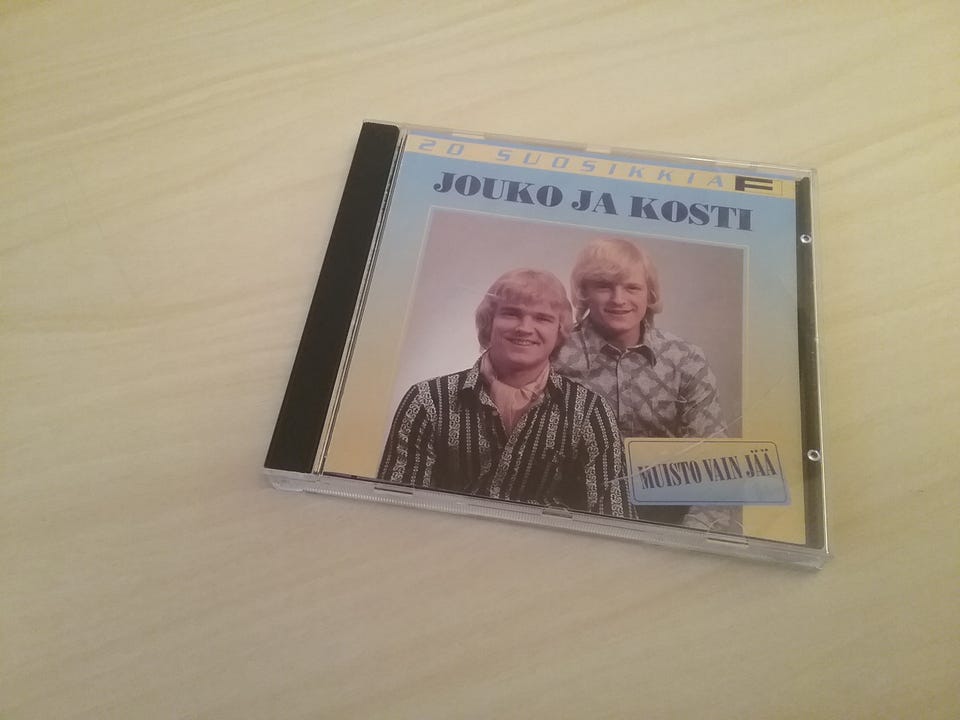 20 SUOSIKKIA F
JOUKO JA KOSTI
MUISTO VAIN JÄÄ